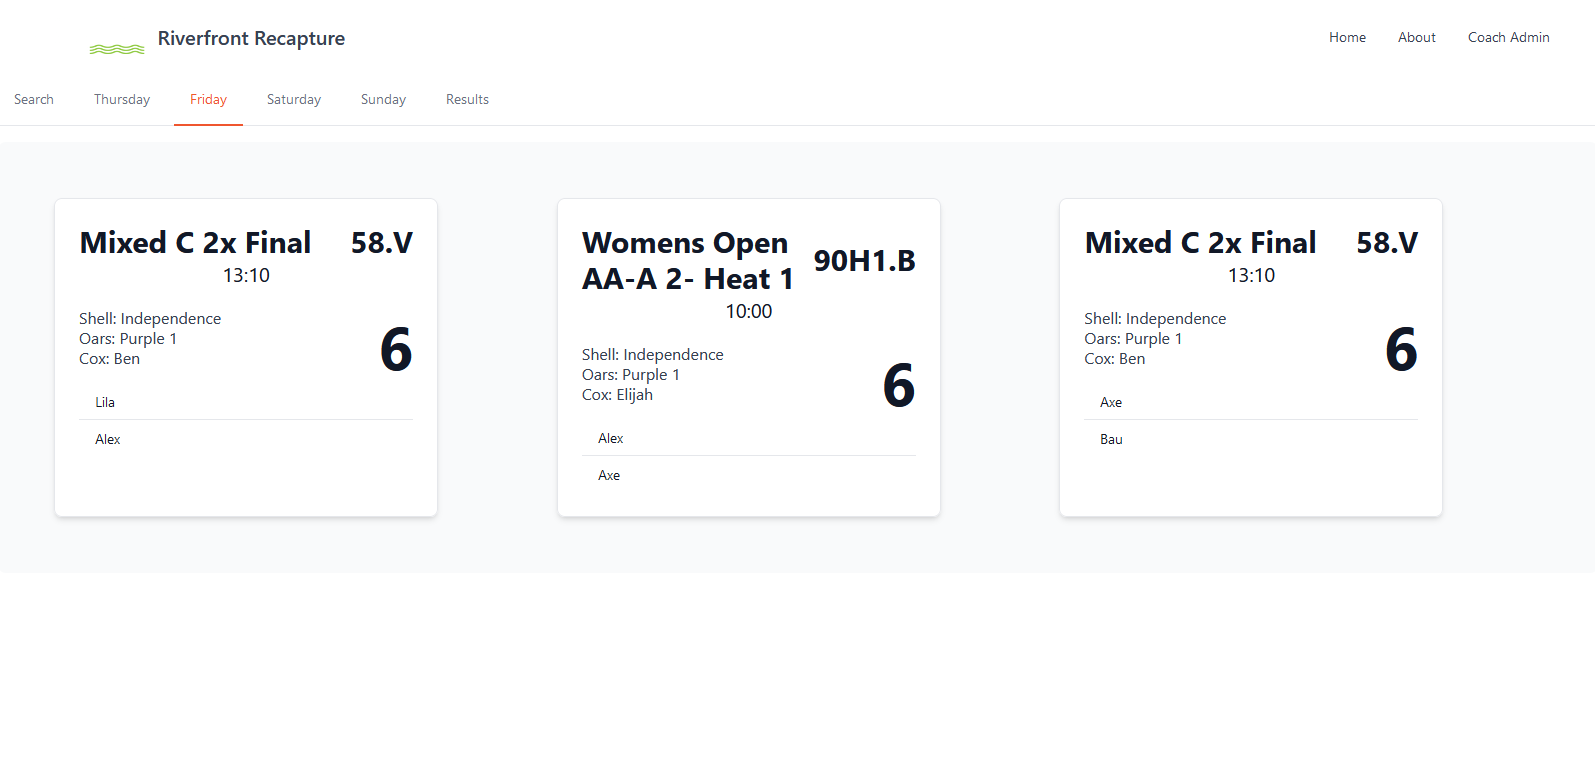 Riverfront Recapture
Home
About
Coach Admin
Search
Thursday
Friday
Saturday
Sunday
Results
Mixed C 2x Final
58.V
13:10
Shell: Independence
Oars: Purple 1
Cox: Ben
6
Lila
Alex
Womens Open
AA-A 2- Heat 1
90H1.B
10:00
Shell: Independence
Oars: Purple 1
Cox: Elijah
6
Alex
Axe
Mixed C 2x Final
58.V
13:10
Shell: Independence
Oars: Purple 1
Cox: Ben
6
Axe
Bau